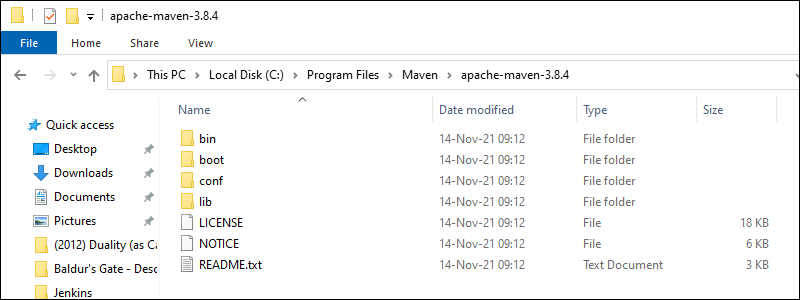 apache-maven-3.8.4
File Home Share View
This PC > Local Disk (C:) > Program Files > Maven > apache-maven-3.8.4
Name Date modified Type Size
Quick access
Desktop
Downloads
Documents
Pictures
(2012) Duality (as Ca
Baldur's Gate - Desc
Jenkins
bin 14-Nov-21 09:12 File folder
boot 14-Nov-21 09:12 File folder
conf 14-Nov-21 09:12 File folder
lib 14-Nov-21 09:12 File folder
LICENSE 14-Nov-21 09:12 File 18 KB
NOTICE 14-Nov-21 09:12 File 6 KB
README.txt 14-Nov-21 09:12 Text Document 3 KB